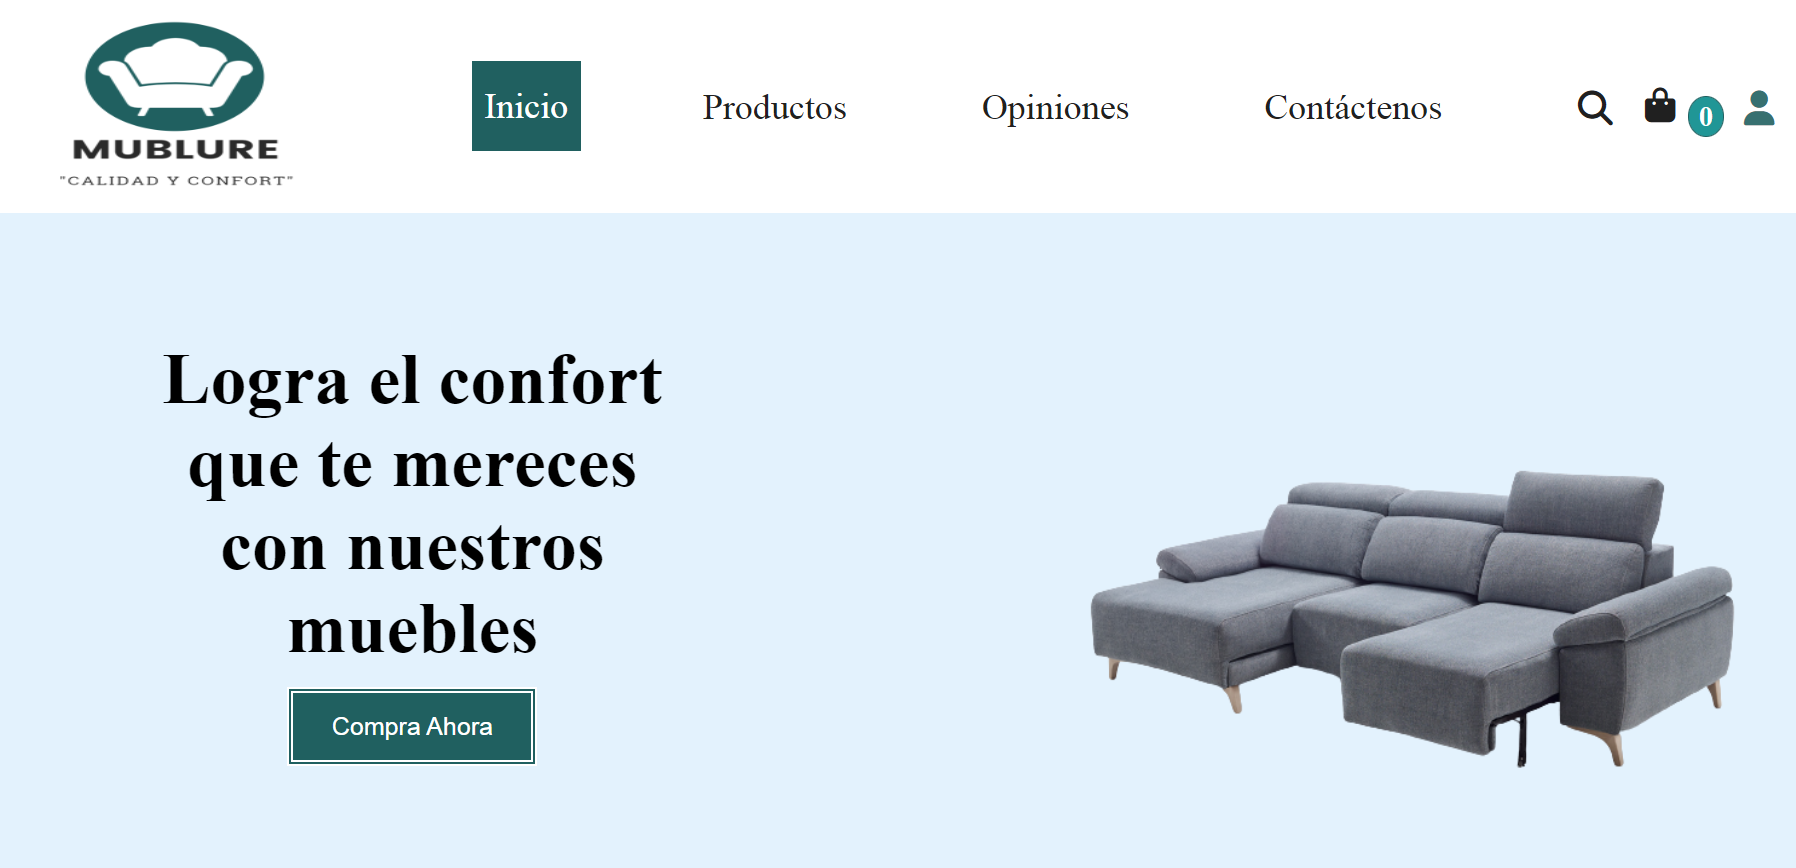 MUBLURE
"CALIDAD Y CONFORT"
Inicio
Productos
Opiniones
Contáctenos
0
Logra el confort
que te mereces
con nuestros
muebles
Compra Ahora